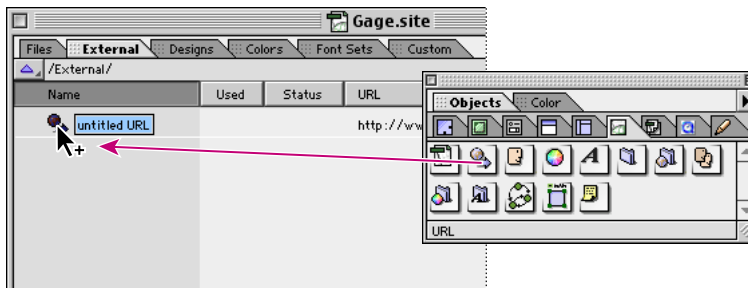 Gage.site
Files External Designs Colors Font Sets Custom
/External/
Name Used Status URL
untitled URL http://ww
Objects Color
URL